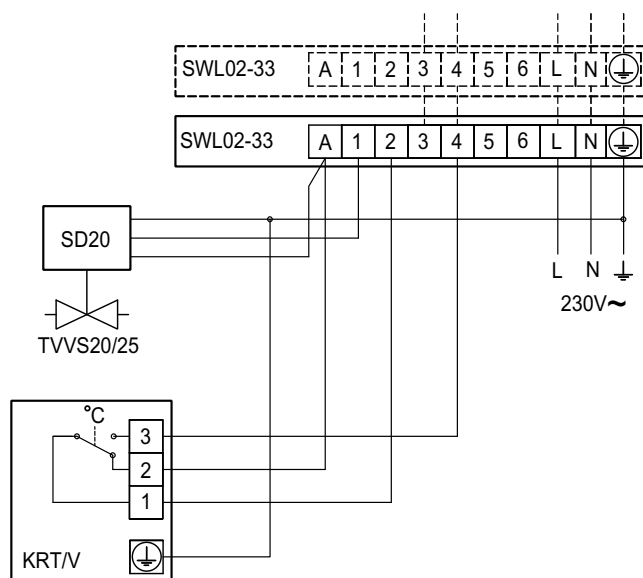 SWL02-33 A 1 2 3 4 5 6 L N
SWL02-33 A 1 2 3 4 5 6 L N
SD20
L N
230V~
TVVS20/25
°C
3
2
1
KRT/V